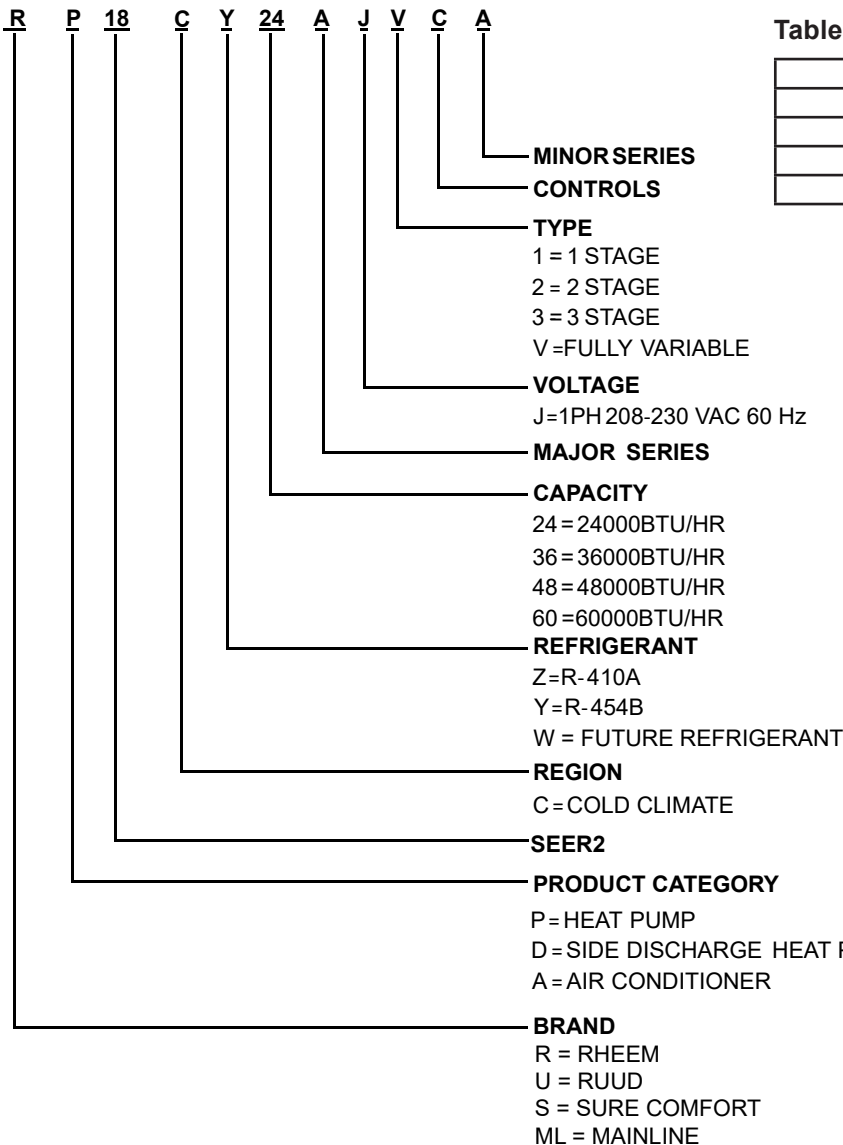 R P 18 C Y 24 A J V C A
Table
MINOR SERIES
CONTROLS
TYPE
1 = 1 STAGE
2 = 2 STAGE
3 = 3 STAGE
V =FULLY VARIABLE
VOLTAGE
J=1PH 208-230 VAC 60 Hz
MAJOR SERIES
CAPACITY
24 = 24000BTU/HR
36 = 36000BTU/HR
48 = 48000BTU/HR
60 =60000BTU/HR
REFRIGERANT
Z=R-410A
Y=R-454B
W = FUTURE REFRIGERANT
REGION
C = COLD CLIMATE
SEER2
PRODUCT CATEGORY
P = HEAT PUMP
D = SIDE DISCHARGE HEAT
A = AIR CONDITIONER
BRAND
R = RHEEM
U = RUUD
S = SURE COMFORT
ML = MAINLINE